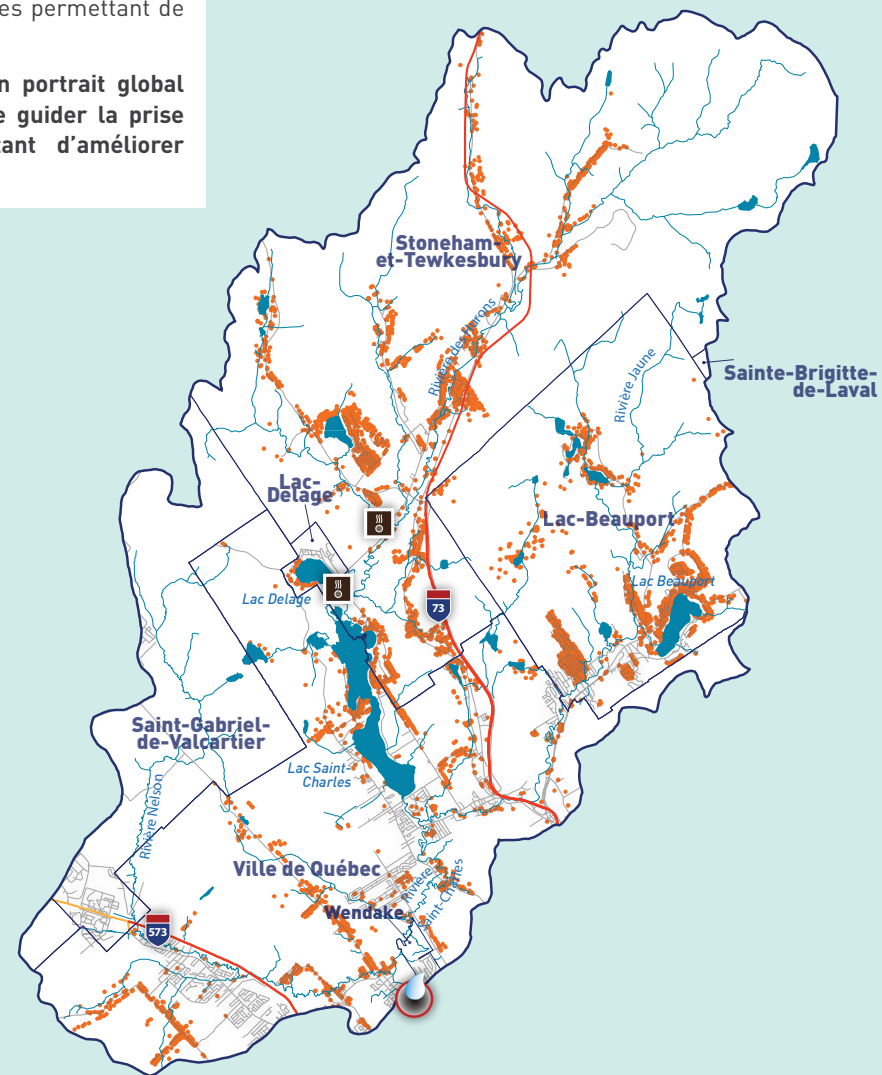 es permettant de
n portrait global
e guider la prise
tant d'améliorer
Stoneham-
et-Tewkesbury
Rivière des Hurons
Rivière Jaune
Sainte-Brigitte-
de-Laval
Lac-
Delage
Lac-Beauport
Lac Beauport
Lac Delage
73
Saint-Gabriel-
de-Valcartier
Lac Saint-
Charles
Rivière Nelson
Ville de Québec
Rivière
Saint-Charles
Wendake
573